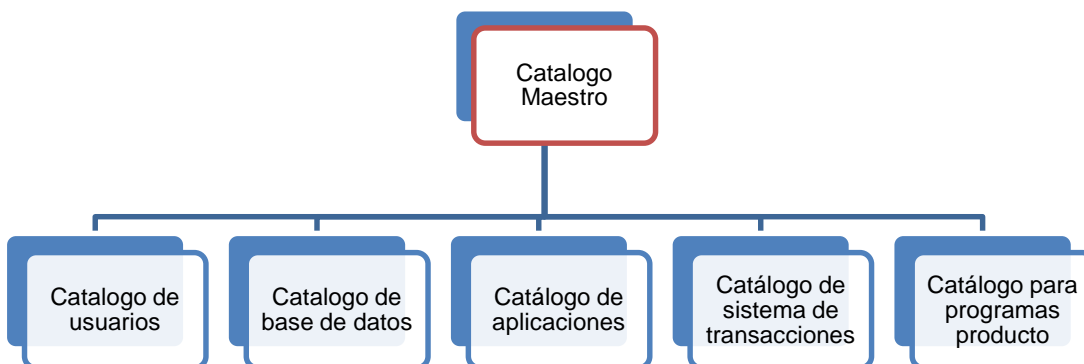 Catalogo
Maestro
Catalogo de
usuarios
Catalogo de
base de datos
Catálogo de
aplicaciones
Catálogo de
sistema de
transacciones
Catálogo para
programas
producto